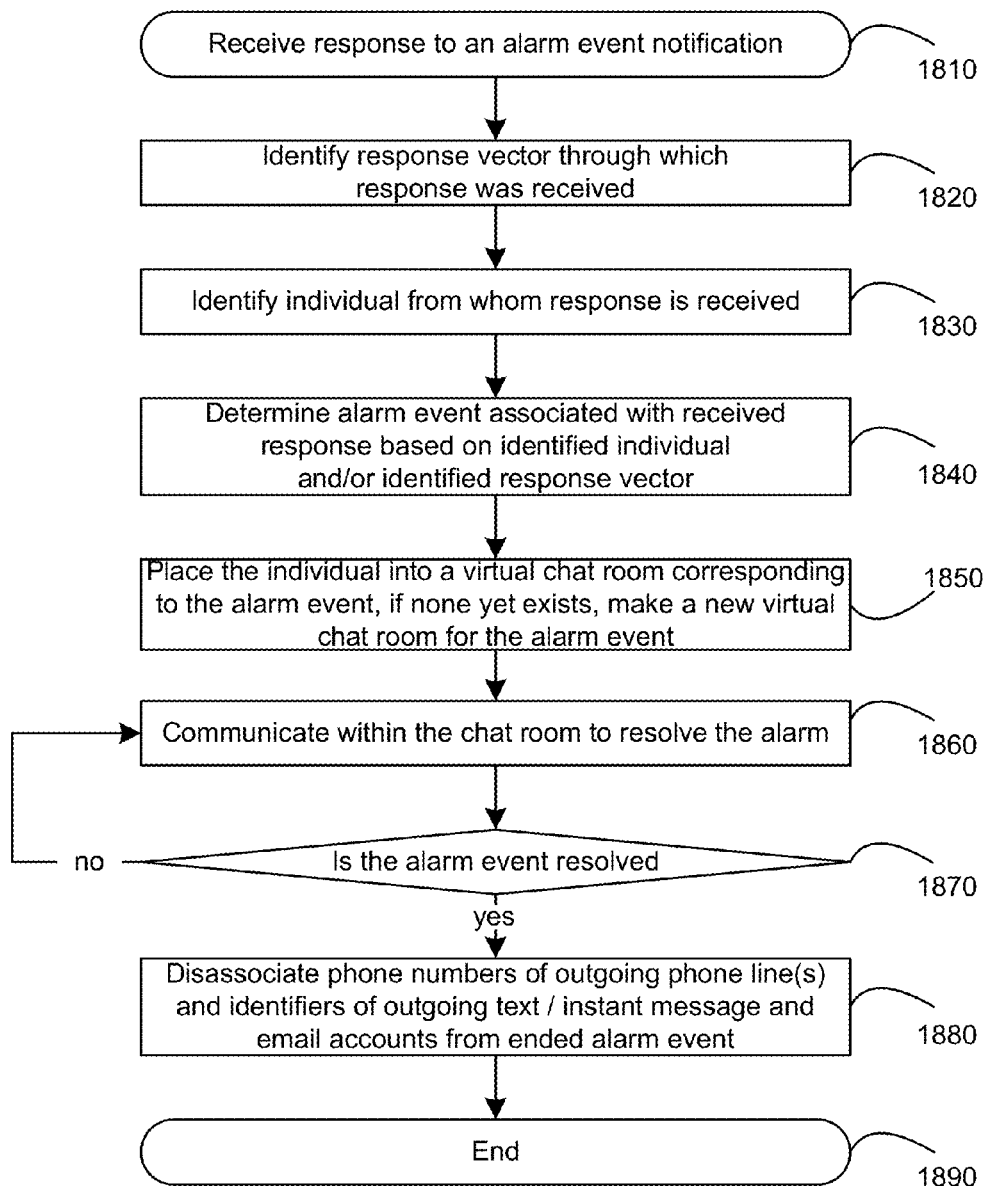 Receive response to an alarm event notification
1810
Identify response vector through which
response was received
1820
Identify individual from whom response is received
1830
Determine alarm event associated with received
response based on identified individual
and/or identified response vector
1840
Place the individual into a virtual chat room corresponding
to the alarm event, if none yet exists, make a new virtual
chat room for the alarm event
1850
Communicate within the chat room to resolve the alarm
1860
no
Is the alarm event resolved
1870
yes
Disassociate phone numbers of outgoing phone line(s)
and identifiers of outgoing text / instant message and
email accounts from ended alarm event
1880
End
1890